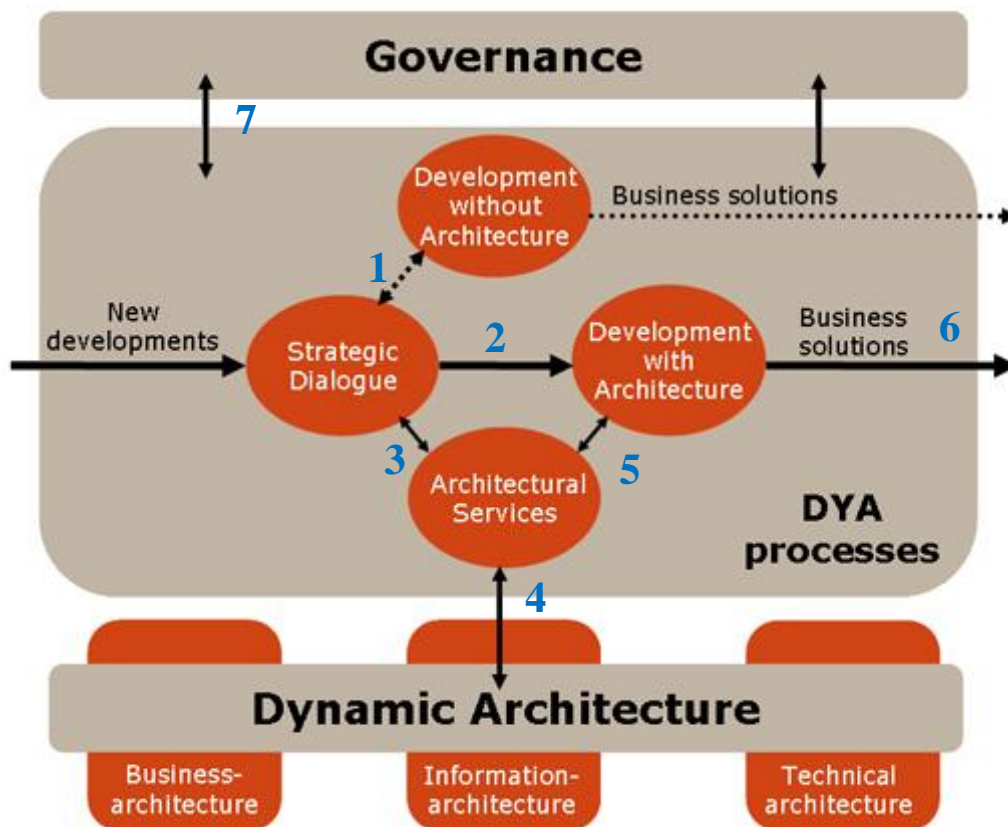 Governance
7
Development
without
Architecture
Business solutions
1
New
developments
Strategic
Dialogue
2
Development
with
Architecture
Business
solutions
6
3
5
Architectural
Services
DYA
processes
4
Dynamic Architecture
Business-
architecture
Information-
architecture
Technical
architecture